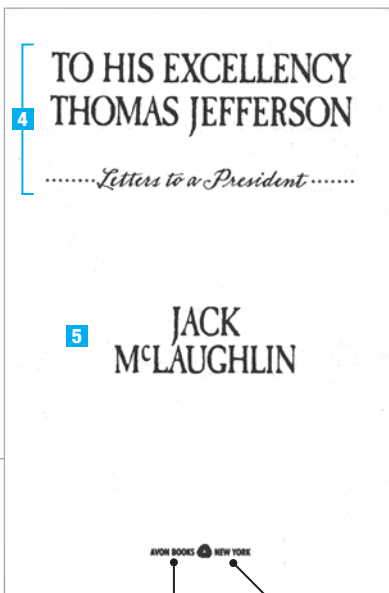 TO HIS EXCELLENCY
THOMAS JEFFERSON
4
........Letters to a President.......
5
JACK
McLAUGHLIN
AVON BOOKS NEW YORK